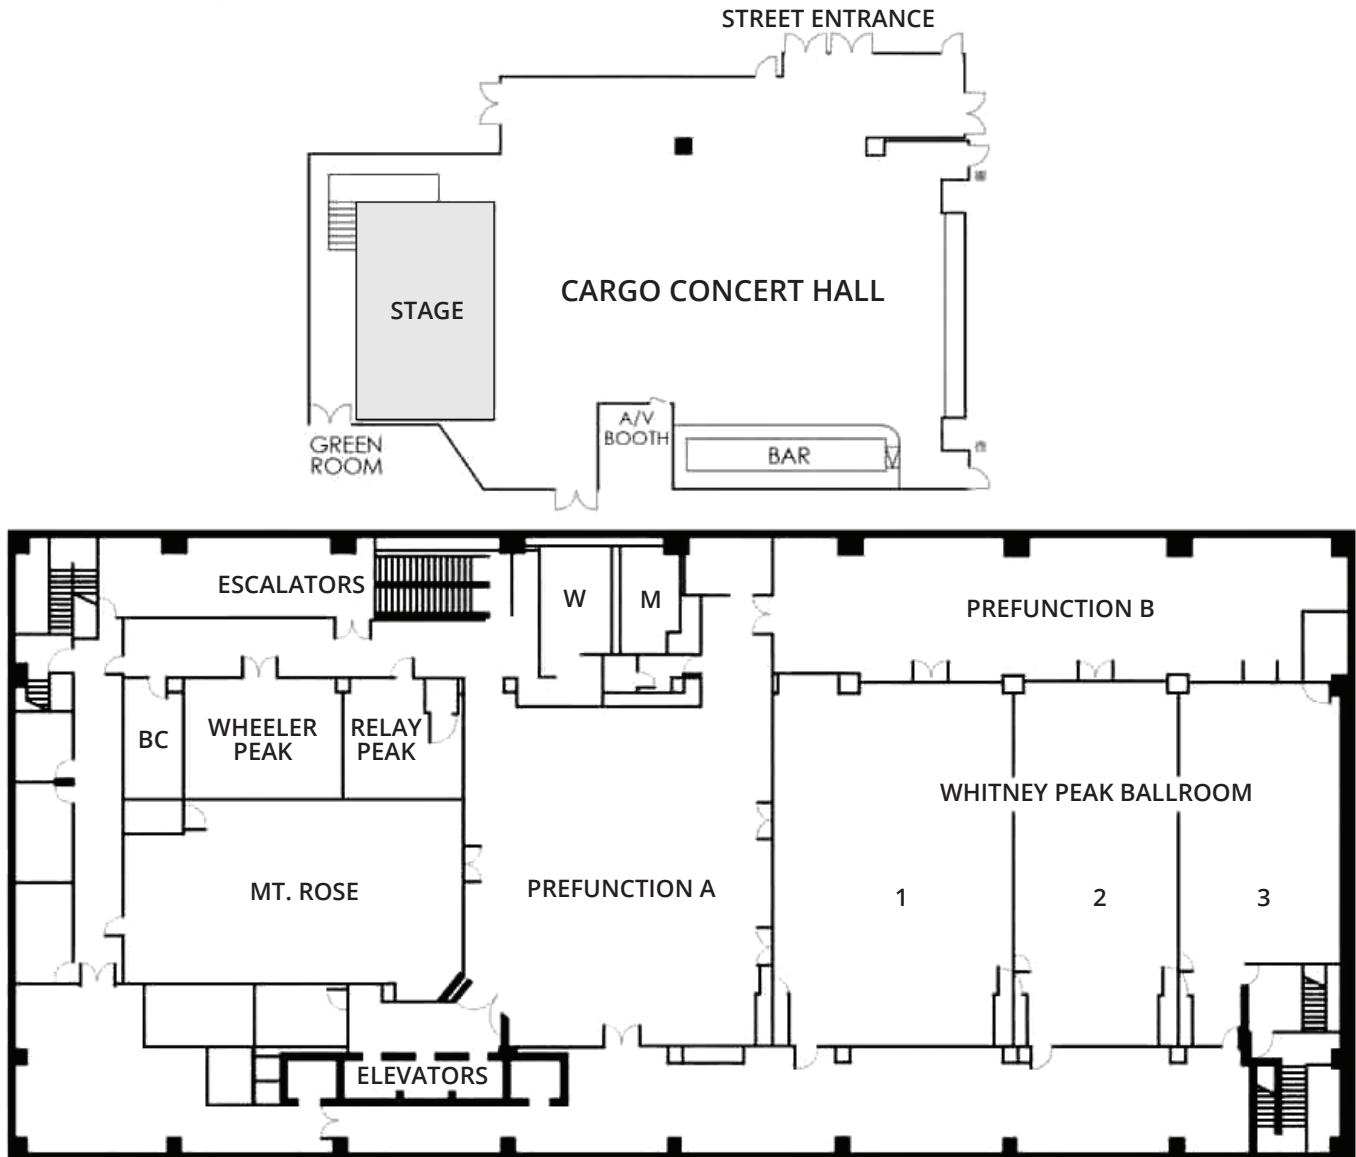 STREET ENTRANCE
CARGO CONCERT HALL
STAGE
A/V
BOOTH
GREEN
ROOM
BAR
ESCALATORS
W
M
PREFUNCTION B
BC
WHEELER
PEAK
RELAY
PEAK
WHITNEY PEAK BALLROOM
MT. ROSE
PREFUNCTION A
1
2
3
ELEVATORS